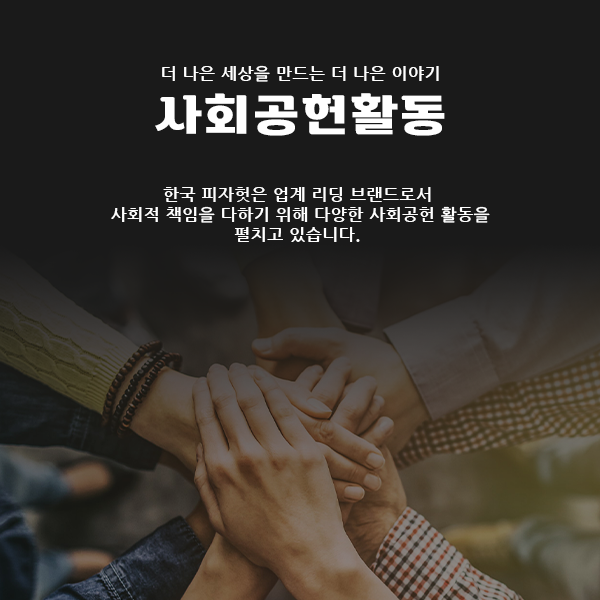 더 나은 세상을 만드는 더 나은 이야기
사회공헌활동
한국 피자헛은 업계 리딩 브랜드로서
사회적 책임을 다하기 위해 다양한 사회공헌 활동을
펼치고 있습니다.